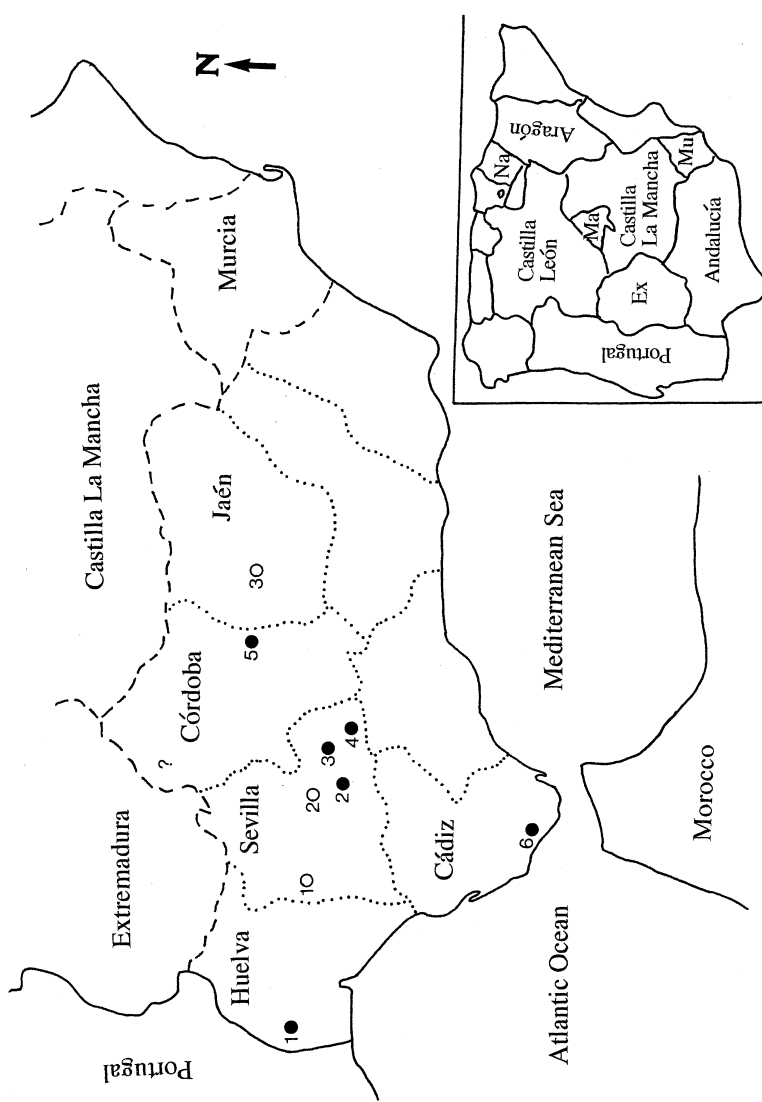 Castilla La Mancha
N
Extremadura
Portugal
Murcia
?
Córdoba
Jaén
Huelva
Sevilla
5
3
1
1
2
3
2
4
Cádiz
6
Atlantic Ocean
Mediterranean Sea
Morocco
Na
Aragón
Castilla
León
Ma
Castilla
La Mancha
Mu
Ex
Portugal
Andalucía